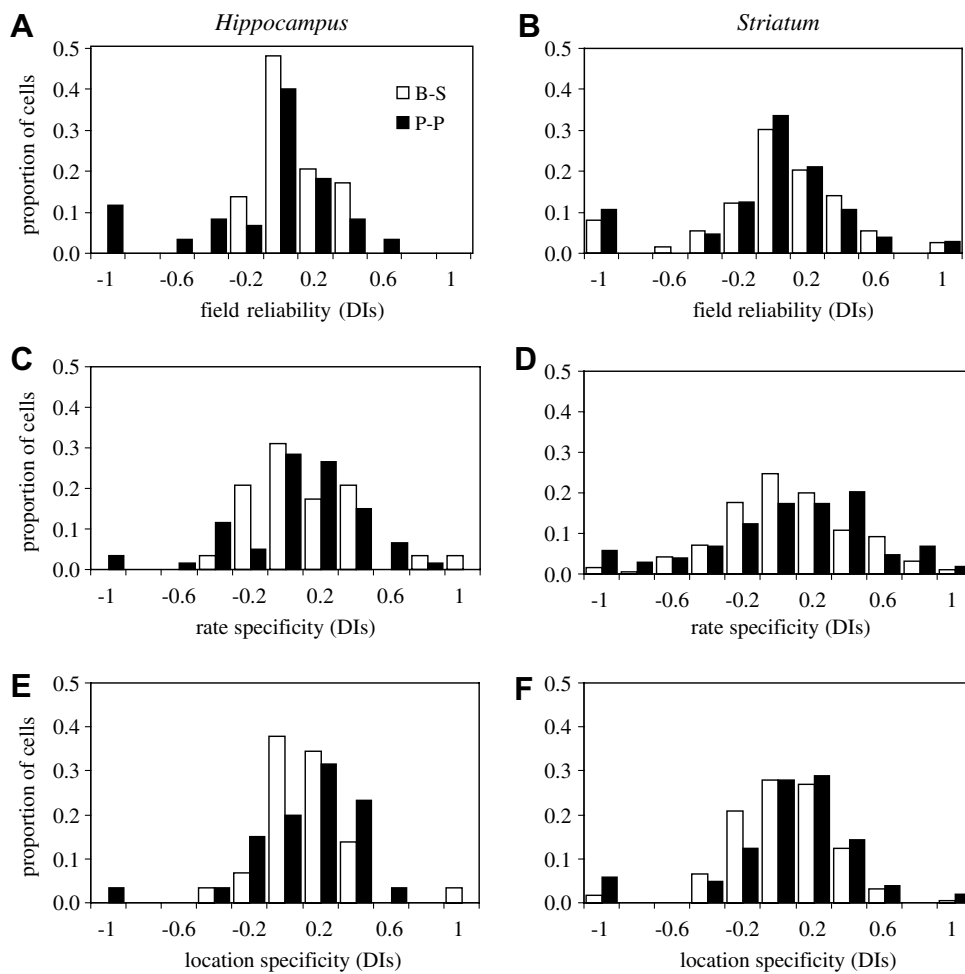 A
Hippocampus
B
Striatum
proportion of cells
0.5
0.4
0.3
0.2
0.1
0.0
B-S
P-P
-1 -0.6 -0.2 0.2 0.6 1
field reliability (DIs)
0.5
0.4
0.3
0.2
0.1
0.0
-1 -0.6 -0.2 0.2 0.6 1
field reliability (DIs)
C
proportion of cells
0.5
0.4
0.3
0.2
0.1
0.0
-1 -0.6 -0.2 0.2 0.6 1
rate specificity (DIs)
D
0.5
0.4
0.3
0.2
0.1
0.0
-1 -0.6 -0.2 0.2 0.6 1
rate specificity (DIs)
E
proportion of cells
0.5
0.4
0.3
0.2
0.1
0.0
-1 -0.6 -0.2 0.2 0.6 1
location specificity (DIs)
F
0.5
0.4
0.3
0.2
0.1
0.0
-1 -0.6 -0.2 0.2 0.6 1
location specificity (DIs)